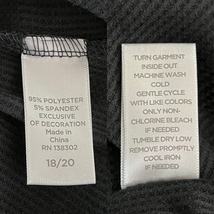 95% POLYESTER
5% SPANDEX
EXCLUSIVE
OF DECORATION
Made in
China
RN 138302
18/20
TURN GARMENT
INSIDE OUT
MACHINE WASH
COLD
GENTLE CYCLE
WITH LIKE COLORS
ONLY NON-
CHLORINE BLEACH
IF NEEDED
TUMBLE DRY LOW
REMOVE PROMPTLY
COOL IRON
IF NEEDED